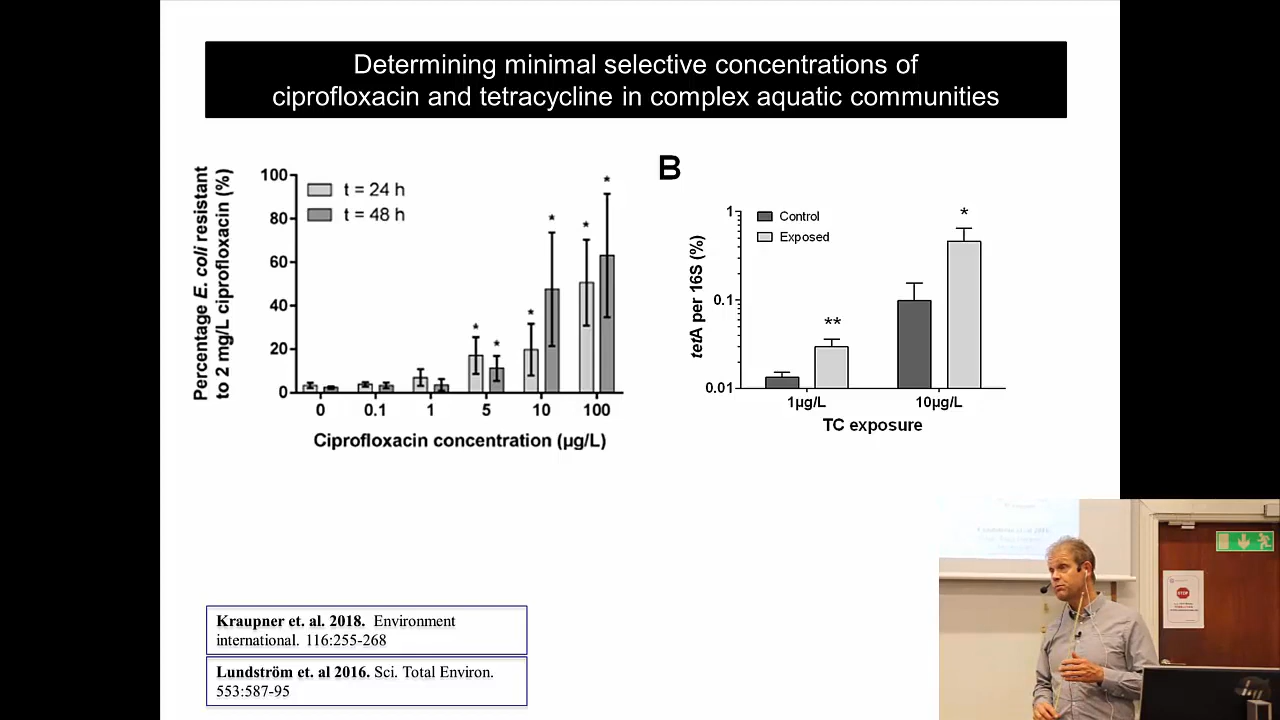 Determining minimal selective concentrations of
ciprofloxacin and tetracycline in complex aquatic communities
Percentage E. coli resistant
to 2 mg/L ciprofloxacin (%)
100
80
60
40
20
0
t = 24 h
t = 48 h
* * * * * *
0 0.1 1 5 10 100
Ciprofloxacin concentration (µg/L)
B
tetA per 16S (%)
1
0.1
0.01
Control
Exposed
**
*
1µg/L 10µg/L
TC exposure
Kraupner et. al. 2018. Environment
international. 116:255-268
Lundström et. al 2016. Sci. Total Environ.
553:587-95
STOP